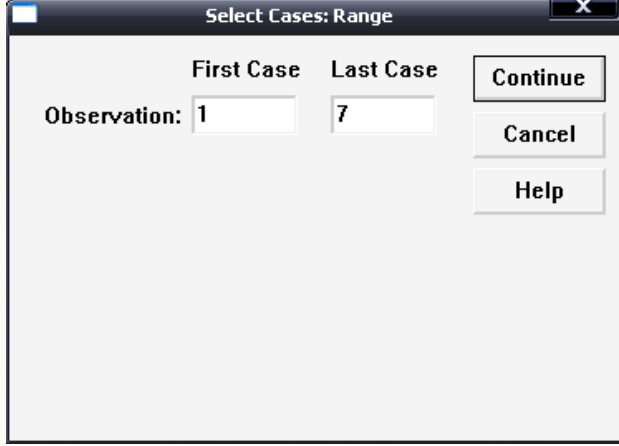 Select Cases: Range
First Case Last Case
Observation: 1 7
Continue
Cancel
Help